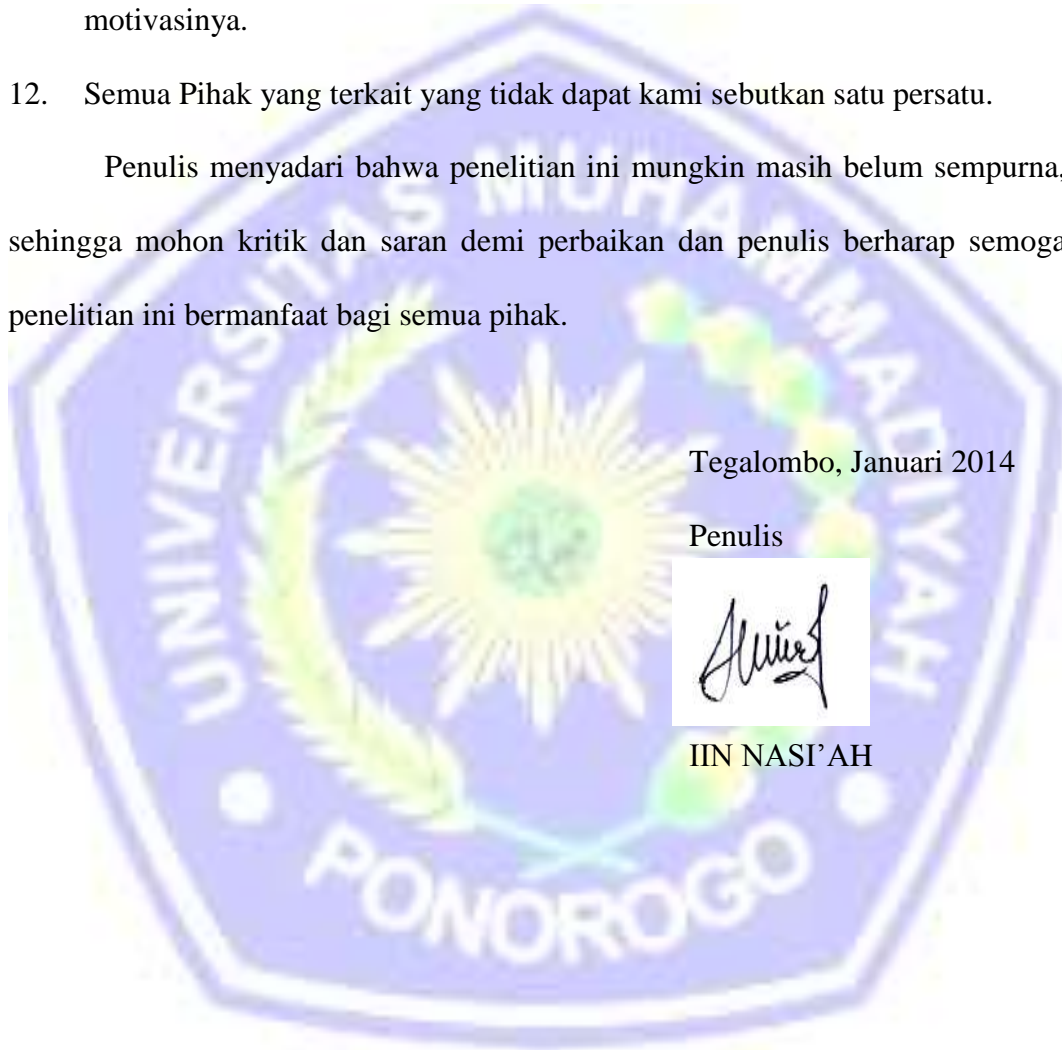 motivasinya.
12. Semua Pihak yang terkait yang tidak dapat kami sebutkan satu persatu.
Penulis menyadari bahwa penelitian ini mungkin masih belum sempurna,
sehingga mohon kritik dan saran demi perbaikan dan penulis berharap semoga
penelitian ini bermanfaat bagi semua pihak.
Tegalombo, Januari 2014
Penulis
IIN NASI’AH
UNIVERSITAS MUHAMMADIYAH
PONOROGO